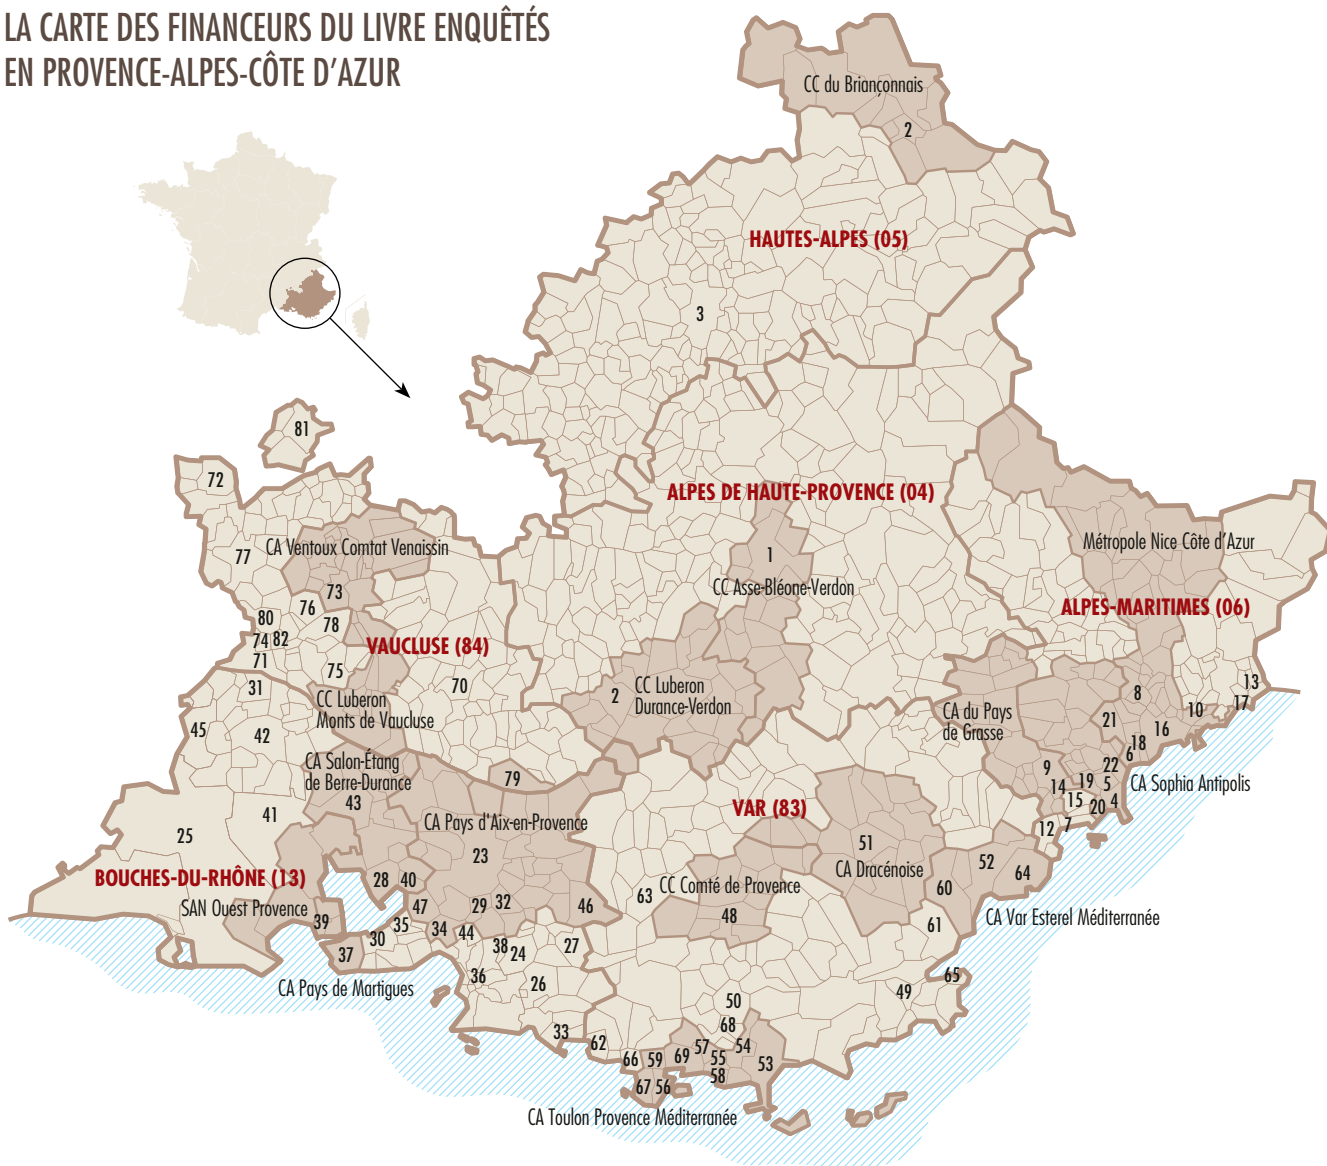 LA CARTE DES FINANCEURS DU LIVRE ENQUÊTÉS
EN PROVENCE-ALPES-CÔTE D'AZUR
CC du Briançonnais
2
HAUTES-ALPES (05)
3
81
72
ALPES DE HAUTE-PROVENCE (04)
77
CA Ventoux Comtat Venaissin
1
Métropole Nice Côte d'Azur
CC Asse-Bléone-Verdon
73
76
80
78
ALPES-MARITIMES (06)
74
82
VAUCLUSE (84)
71
75
70
31
2
CC Luberon
Durance-Verdon
CC Luberon
Monts de Vaucluse
8
13
17
10
CA du Pays
de Grasse
21
16
45
42
18
6
CA Salon-Étang
de Berre-Durance
43
79
9
22
14
19
5
CA Sophia Antipolis
15
20
4
41
25
CA Pays d'Aix-en-Provence
VAR (83)
12
7
23
51
CA Dracénoise
52
64
BOUCHES-DU-RHÔNE (13)
28
40
CC Comté de Provence
60
63
SAN Ouest Provence
47
29
32
46
48
39
35
34
44
61
CA Var Esterel Méditerranée
30
38
24
27
37
36
26
65
CA Pays de Martigues
49
50
68
33
62
57
54
66
59
69
55
53
58
67
56
CA Toulon Provence Méditerranée